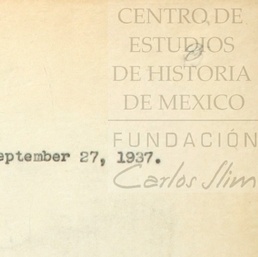 CENTRO DE
ESTUDIOS
DE HISTORIA
DE MEXICO
FUNDACIÓN
Carlos Slim
eptember 27, 1937.